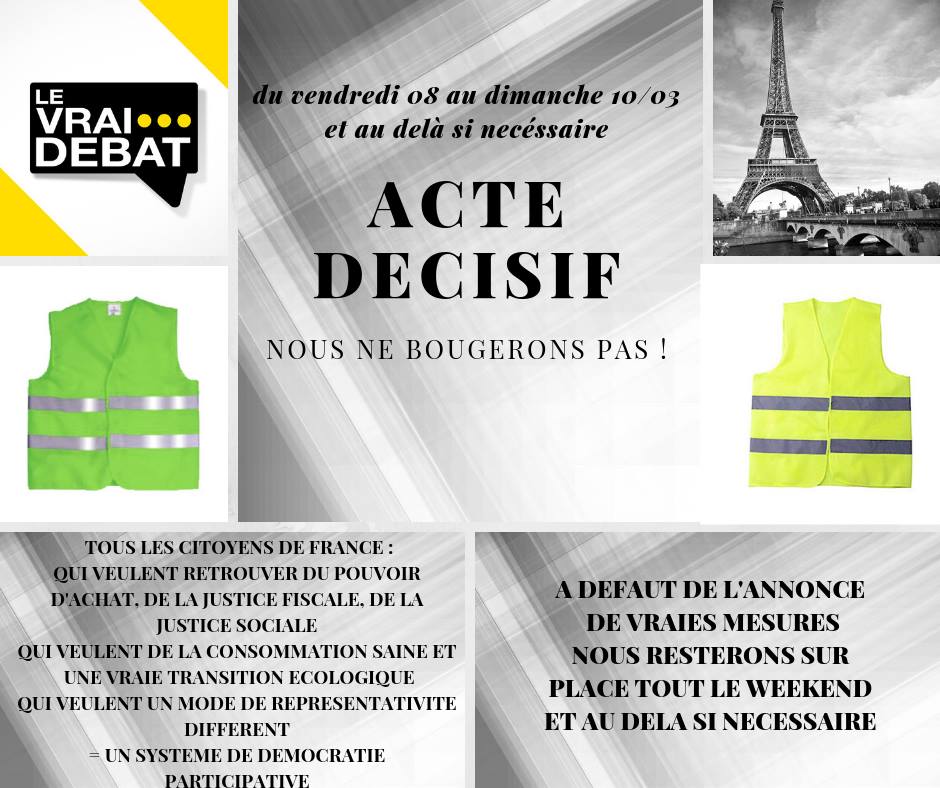 LE
VRAI...
DEBAT
du vendredi 08 au dimanche 10/03
et au delà si necéssaire
ACTE
DECISIF
NOUS NE BOUGERONS PAS !
TOUS LES CITOYENS DE FRANCE :
QUI VEULENT RETROUVER DU POUVOIR
D'ACHAT, DE LA JUSTICE FISCALE, DE LA
JUSTICE SOCIALE
QUI VEULENT DE LA CONSOMMATION SAINE ET
UNE VRAIE TRANSITION ECOLOGIQUE
QUI VEULENT UN MODE DE REPRESENTATIVITE
DIFFERENT
= UN SYSTEME DE DEMOCRATIE
PARTICIPATIVE
A DEFAUT DE L'ANNONCE
DE VRAIES MESURES
NOUS RESTERONS SUR
PLACE TOUT LE WEEKEND
ET AU DELA SI NECESSAIRE